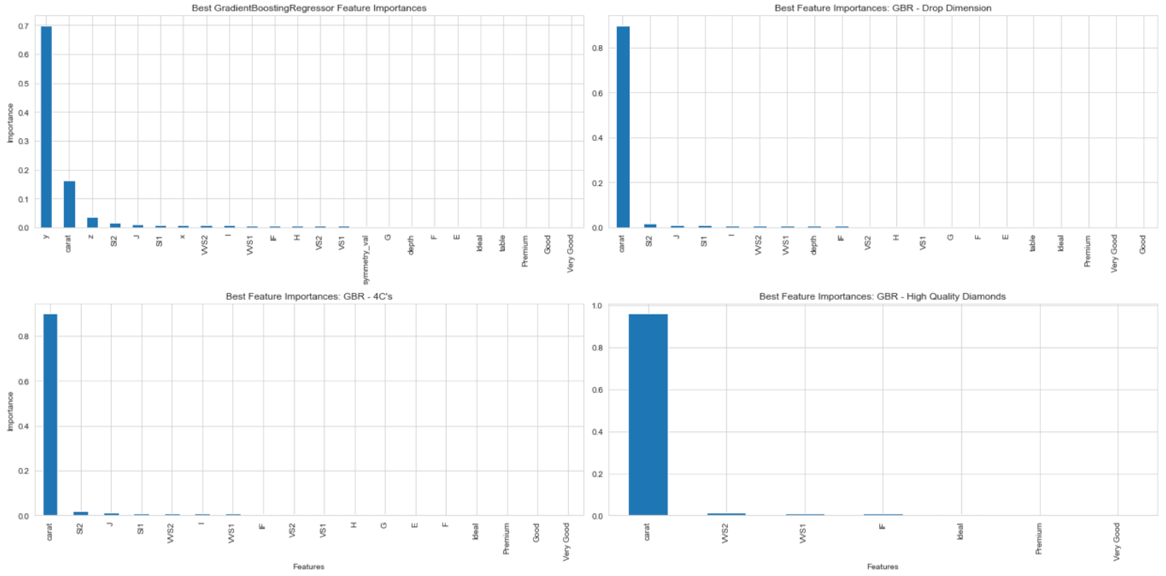 Best GradientBoostingRegressor Feature Importances
Importance
0.7
0.6
0.5
0.4
0.3
0.2
0.1
0.0
y
carat
z
SI2
J
SI1
x
VVS2
I
VVS1
IF
H
VS2
VS1
symmetry_val
G
depth
F
E
Ideal
table
Premium
Good
Very Good
Best Feature Importances: GBR - Drop Dimension
0.8
0.6
0.4
0.2
0.0
carat
SI2
J
SI1
I
VVS2
VVS1
depth
IF
VS2
H
VS1
G
F
E
table
Ideal
Premium
Very Good
Good
Best Feature Importances: GBR - 4C's
Importance
0.8
0.6
0.4
0.2
0.0
carat
SI2
J
SI1
VVS2
I
VVS1
IF
VS2
VS1
H
G
E
F
Ideal
Premium
Good
Very Good
Features
Best Feature Importances: GBR - High Quality Diamonds
1.0
0.8
0.6
0.4
0.2
0.0
carat
VVS2
VVS1
IF
Ideal
Premium
Very Good
Features